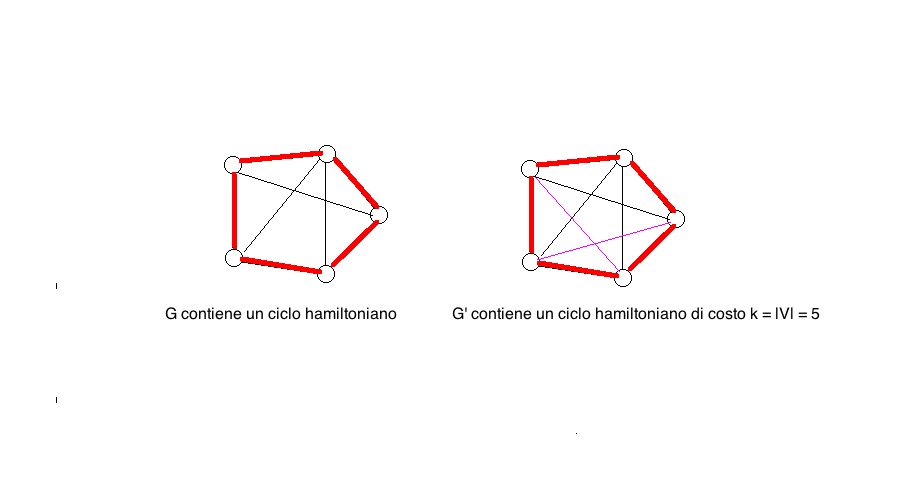 G contiene un ciclo hamiltoniano
G' contiene un ciclo hamiltoniano di costo k = |V| = 5